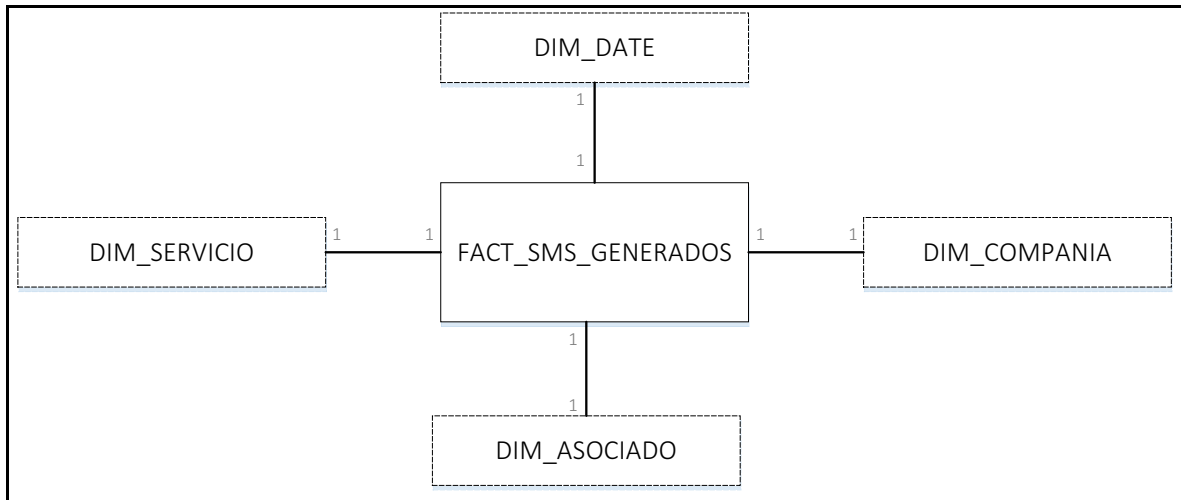 DIM_DATE
1
1
DIM_SERVICIO
1
1
FACT_SMS_GENERADOS
1
1
DIM_COMPANIA
1
1
DIM_ASOCIADO